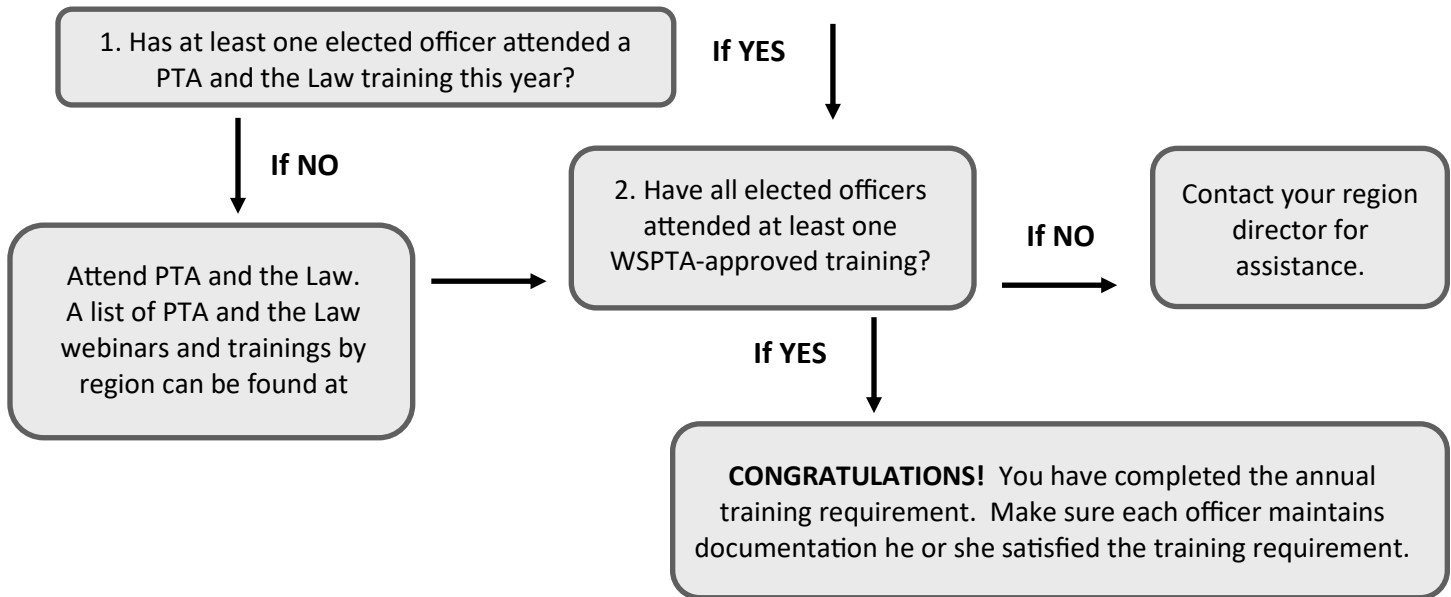 1. Has at least one elected officer attended a
PTA and the Law training this year?
If YES
If NO
2. Have all elected officers
attended at least one
WSPTA-approved training?
If NO
Contact your region
director for
assistance.
Attend PTA and the Law.
A list of PTA and the Law
webinars and trainings by
region can be found at
If YES
CONGRATULATIONS! You have completed the annual
training requirement. Make sure each officer maintains
documentation he or she satisfied the training requirement.